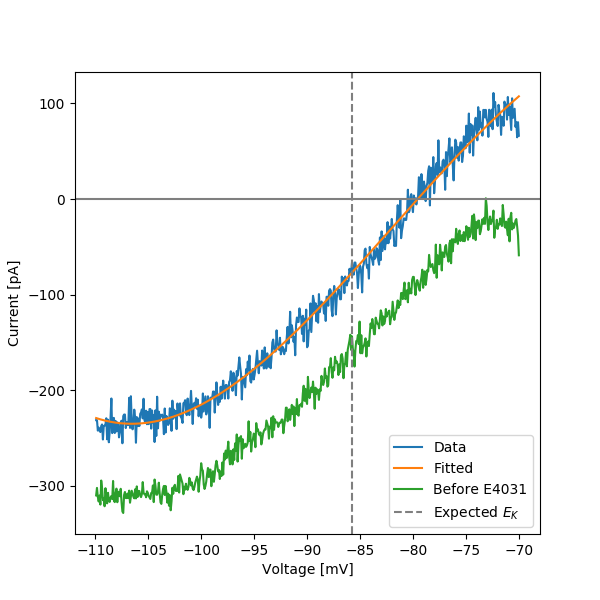 100
0
−100
−200
−300
Current [pA]
−110
−105
−100
−95
−90
−85
−80
−75
−70
Voltage [mV]
Data
Fitted
Before E4031
Expected E_K